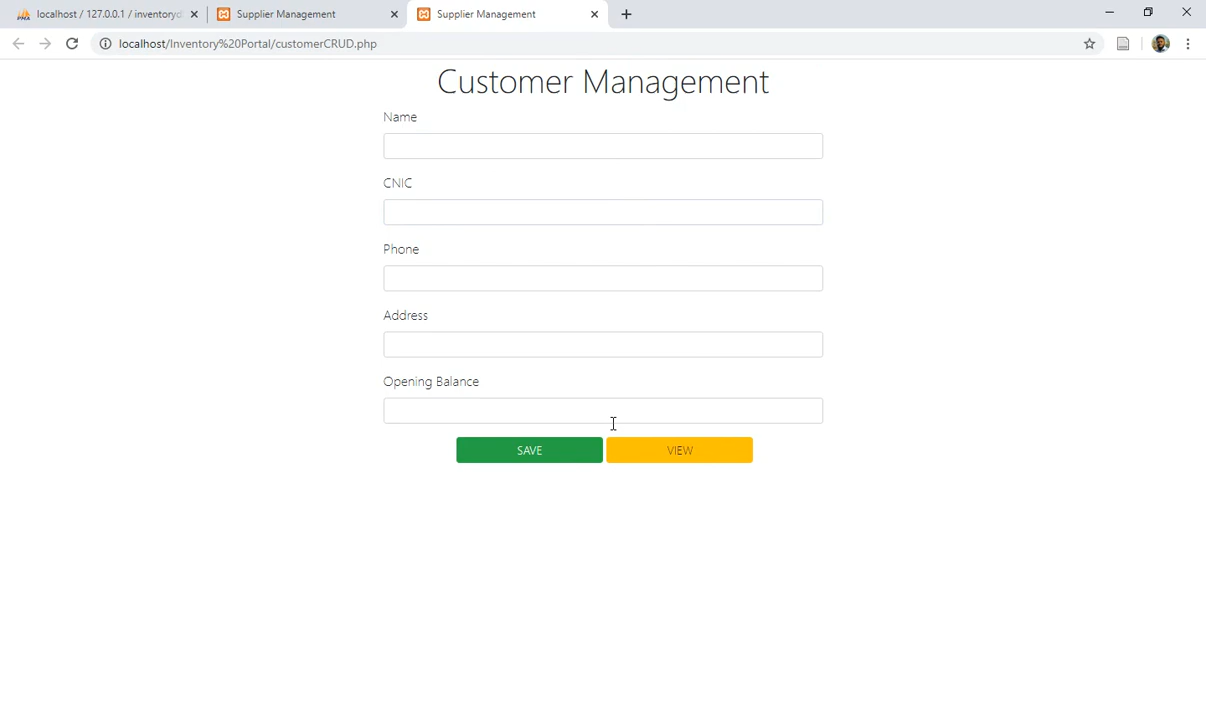 localhost / 127.0.0.1 / inventoryd
Supplier Management
Supplier Management
localhost/Inventory%20Portal/customerCRUD.php
Customer Management
Name
CNIC
Phone
Address
Opening Balance
SAVE
VIEW